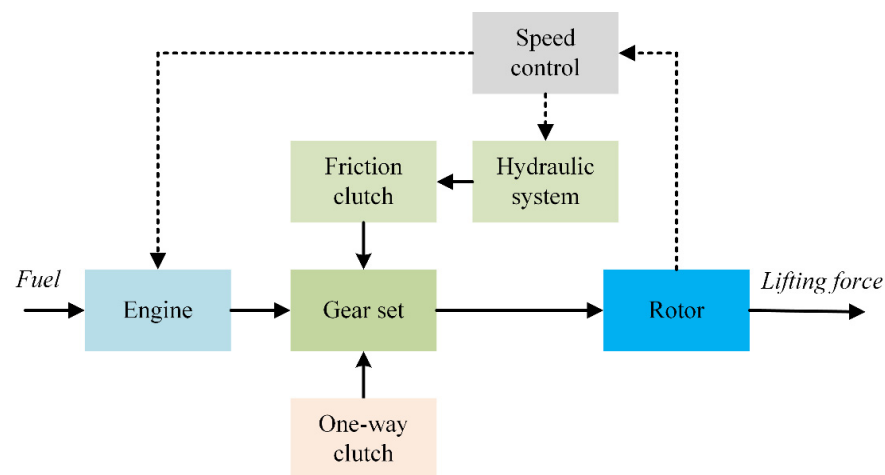 Speed
control
Friction
clutch
Hydraulic
system
Fuel
Engine
Gear set
Rotor
Lifting force
One-way
clutch